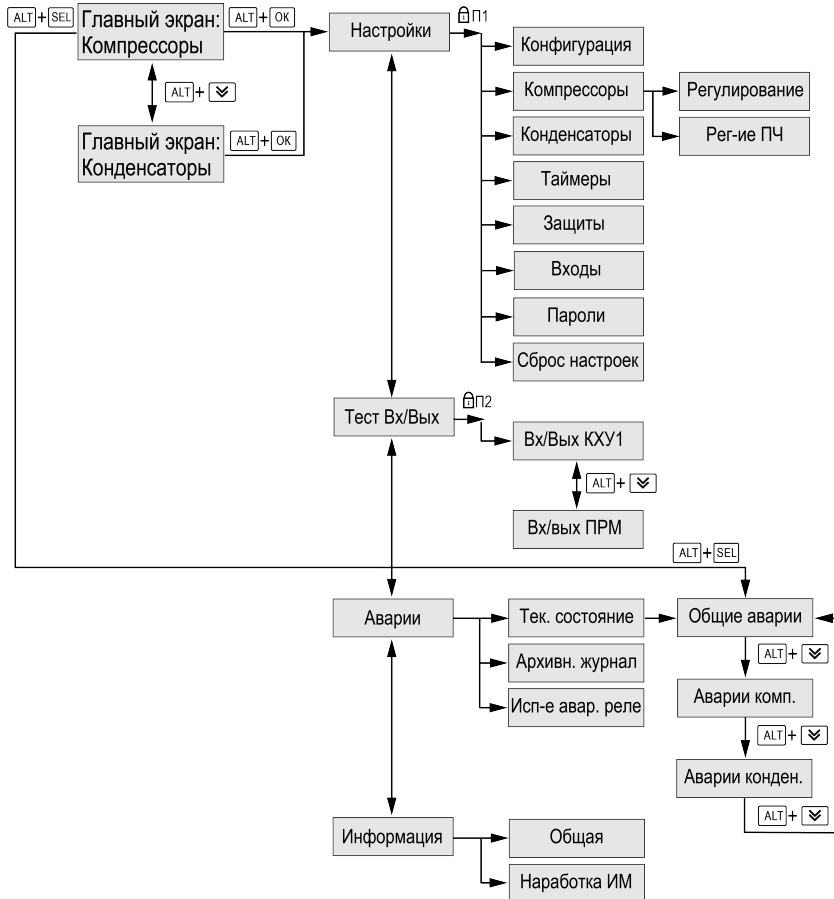 ALT+SEL
Главный экран:
Компрессоры
ALT+OK
Настройки
П1
Конфигурация
Компрессоры
Регулирование
Рег-ие ПЧ
Конденсаторы
Таймеры
Защиты
Входы
Пароли
Сброс настроек
ALT+
Главный экран:
Конденсаторы
ALT+OK
Тест Вх/Вых
П2
Вх/Вых КХУ1
ALT+
Вх/вых ПРМ
ALT+SEL
Аварии
Тек. состояние
Общие аварии
Архивн. журнал
ALT+
Исп-е авар. реле
Аварии комп.
ALT+
Аварии конден.
ALT+
Информация
Общая
Наработка ИМ